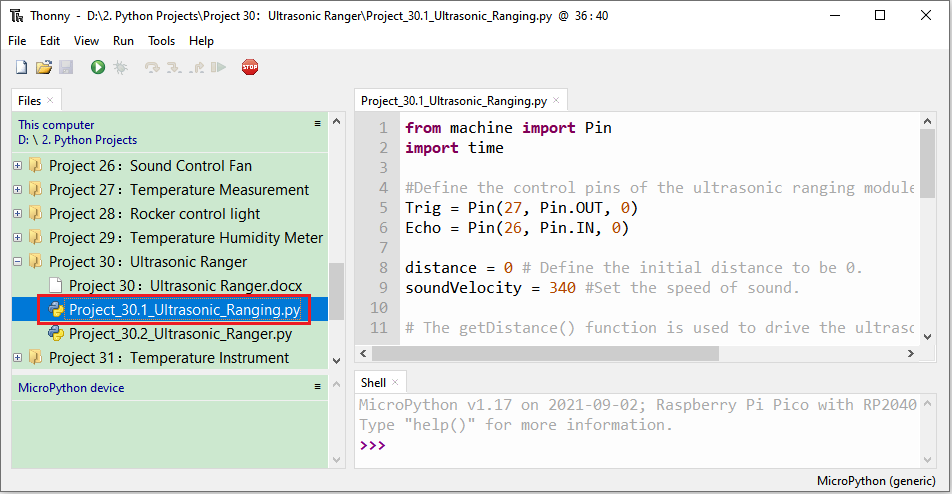 Thonny - D:\2. Python Projects\Project 30：Ultrasonic Ranger\Project_30.1_Ultrasonic_Ranging.py @ 36:40
File Edit View Run Tools Help
STOP
Files
This computer
D: \ 2. Python Projects
Project 26：Sound Control Fan
Project 27：Temperature Measurement
Project 28：Rocker control light
Project 29：Temperature Humidity Meter
Project 30：Ultrasonic Ranger
Project 30：Ultrasonic Ranger.docx
Project_30.1_Ultrasonic_Ranging.py
Project_30.2_Ultrasonic_Ranger.py
Project 31：Temperature Instrument
MicroPython device
Project_30.1_Ultrasonic_Ranging.py
1 from machine import Pin
2 import time
3
4 #Define the control pins of the ultrasonic ranging module
5 Trig = Pin(27, Pin.OUT, 0)
6 Echo = Pin(26, Pin.IN, 0)
7
8 distance = 0 # Define the initial distance to be 0.
9 soundVelocity = 340 #Set the speed of sound.
10
11 # The getDistance() function is used to drive the ultraso
Shell
MicroPython v1.17 on 2021-09-02; Raspberry Pi Pico with RP2040
Type "help()" for more information.
>>>
MicroPython (generic)